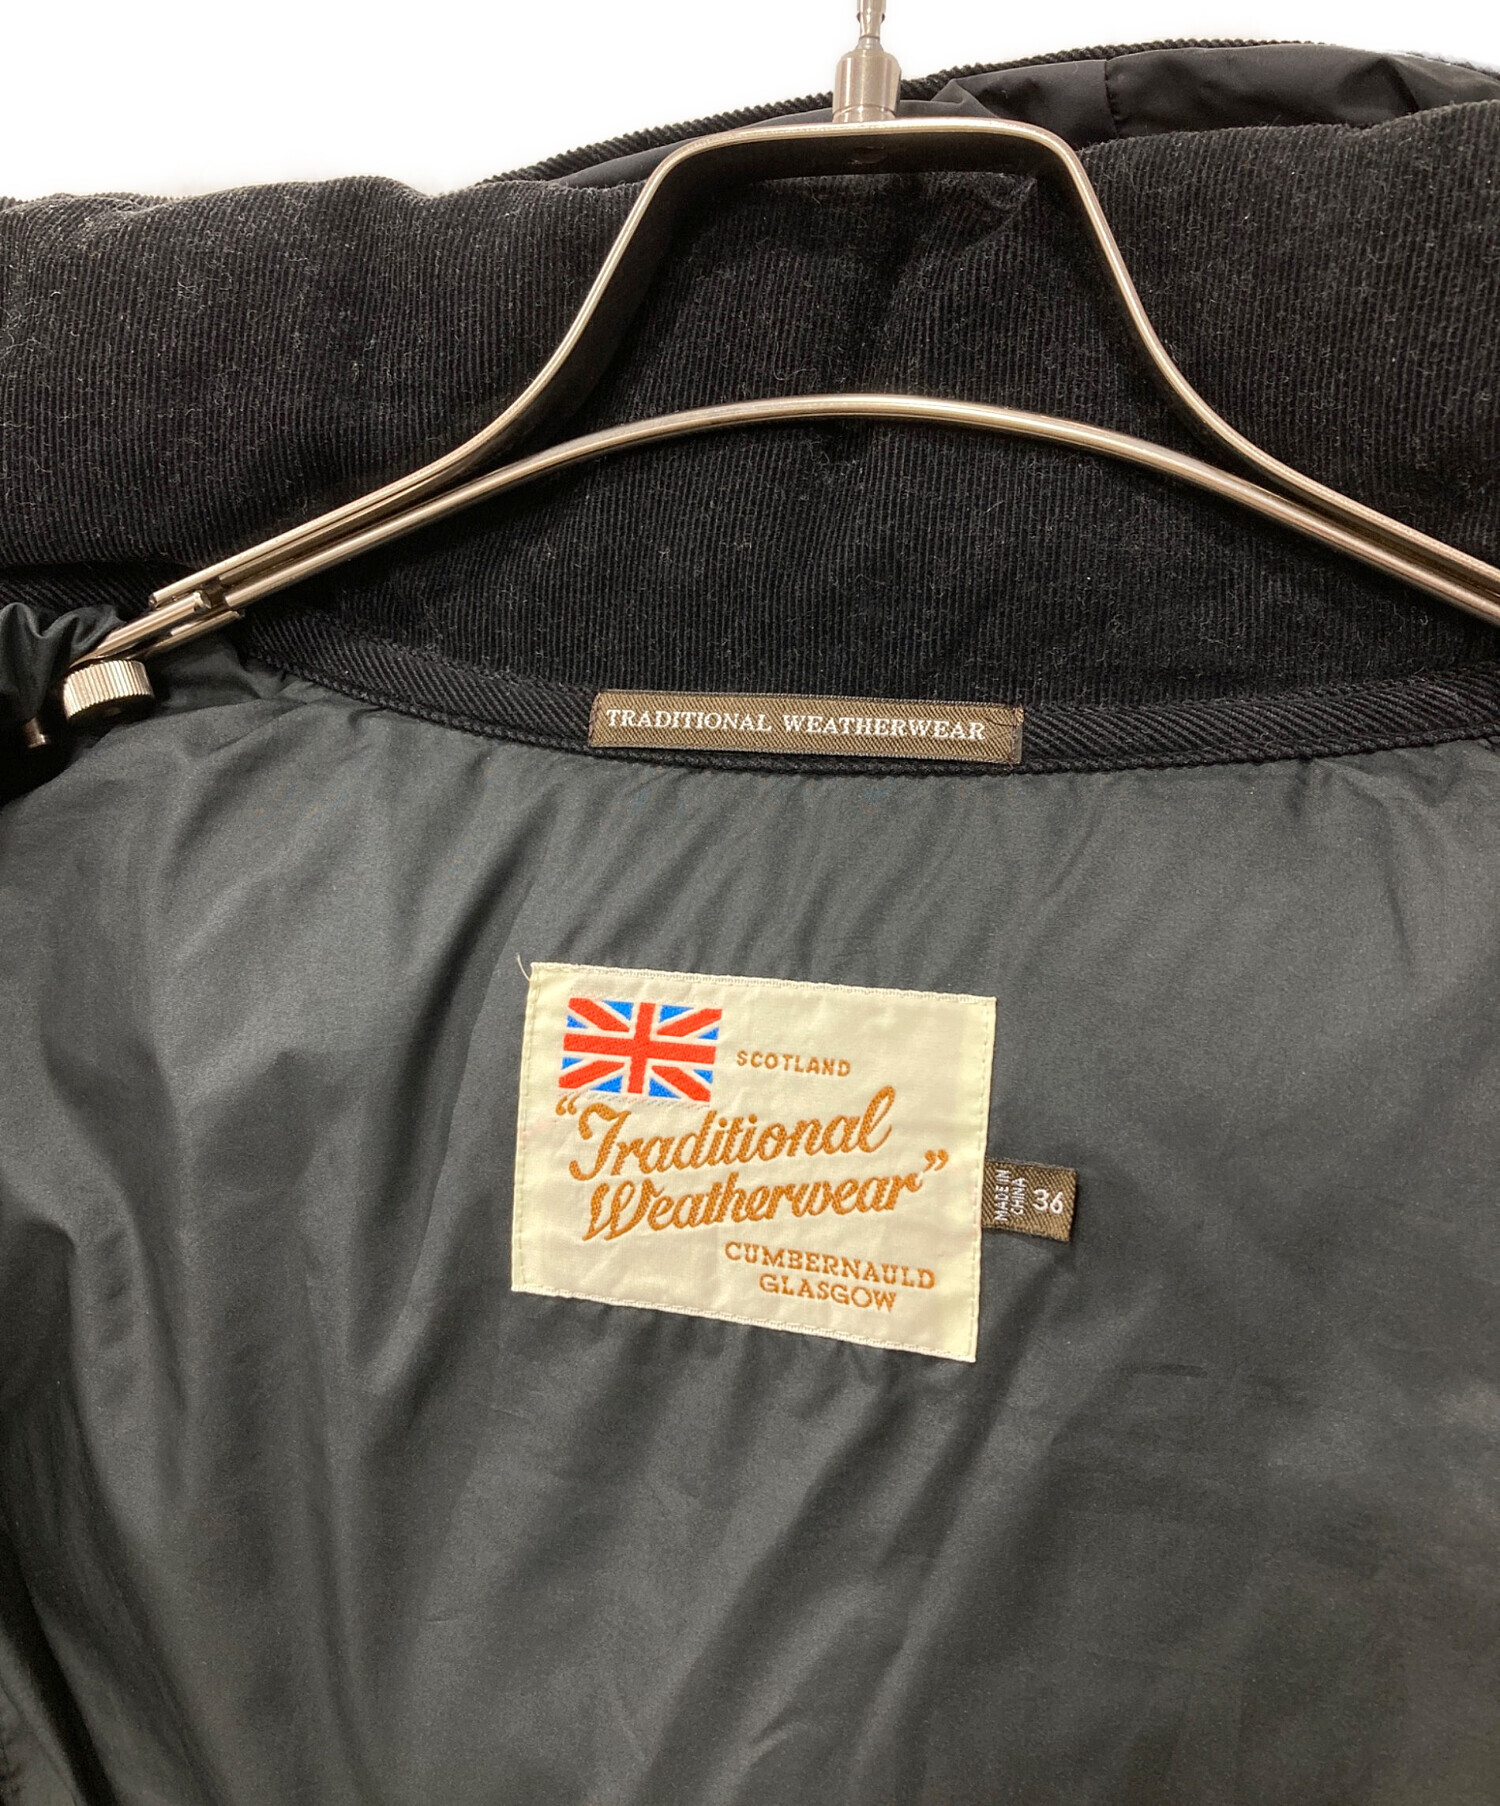 TRADITIONAL WEATHERWEAR
SCOTLAND
“Traditional
Weatherwear”
CUMBERNAULD
GLASGOW
MADE IN
CHINA
36